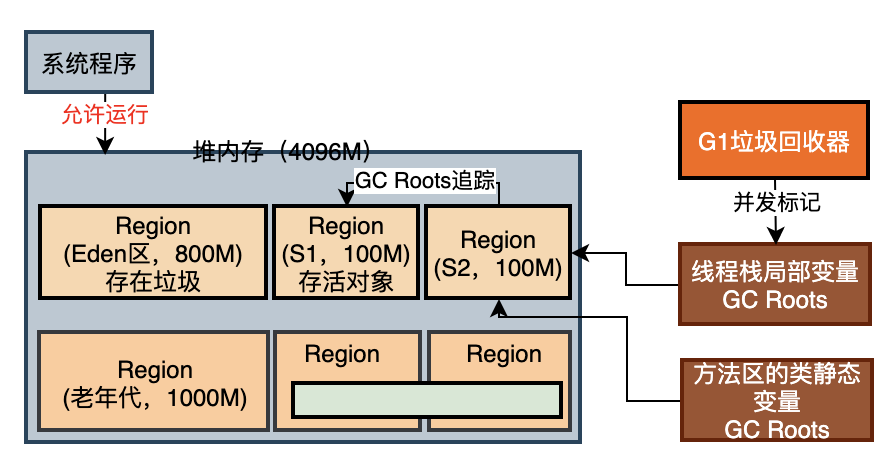 系统程序
允许运行
堆内存（4096M）
GC Roots追踪
Region
(Eden区，800M)
存在垃圾
Region
(S1，100M)
存活对象
Region
(S2，100M)
Region
(老年代，1000M)
Region
Region
G1垃圾回收器
并发标记
线程栈局部变量
GC Roots
方法区的类静态
变量
GC Roots